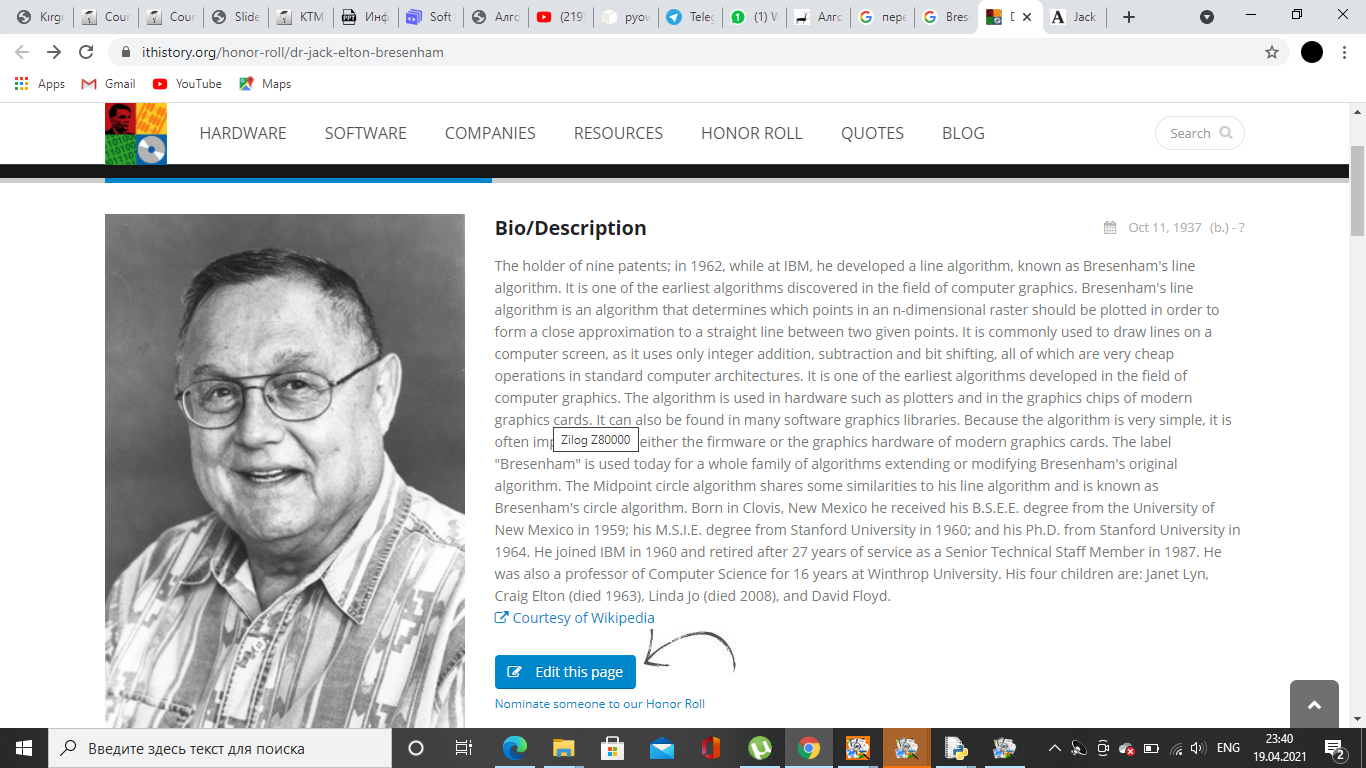 Kırgı
Cour
Cour
Slide
KTM
Инф
Soft
Алго
(219)
pyow
Teleg
(1) W
Алго
пере
Bres
D
Jack
ithistory.org/honor-roll/dr-jack-elton-bresenham
Apps Gmail YouTube Maps
HARDWARE SOFTWARE COMPANIES RESOURCES HONOR ROLL QUOTES BLOG Search
Bio/Description
Oct 11, 1937 (b.) - ?
The holder of nine patents; in 1962, while at IBM, he developed a line algorithm, known as Bresenham's line
algorithm. It is one of the earliest algorithms discovered in the field of computer graphics. Bresenham's line
algorithm is an algorithm that determines which points in an n-dimensional raster should be plotted in order to
form a close approximation to a straight line between two given points. It is commonly used to draw lines on a
computer screen, as it uses only integer addition, subtraction and bit shifting, all of which are very cheap
operations in standard computer architectures. It is one of the earliest algorithms developed in the field of
computer graphics. The algorithm is used in hardware such as plotters and in the graphics chips of modern
graphics cards. It can also be found in many software graphics libraries. Because the algorithm is very simple, it is
often imp Zilog Z80000 either the firmware or the graphics hardware of modern graphics cards. The label
"Bresenham" is used today for a whole family of algorithms extending or modifying Bresenham's original
algorithm. The Midpoint circle algorithm shares some similarities to his line algorithm and is known as
Bresenham's circle algorithm. Born in Clovis, New Mexico he received his B.S.E.E. degree from the University of
New Mexico in 1959; his M.S.I.E. degree from Stanford University in 1960; and his Ph.D. from Stanford University in
1964. He joined IBM in 1960 and retired after 27 years of service as a Senior Technical Staff Member in 1987. He
was also a professor of Computer Science for 16 years at Winthrop University. His four children are: Janet Lyn,
Craig Elton (died 1963), Linda Jo (died 2008), and David Floyd.
Courtesy of Wikipedia
Edit this page
Nominate someone to our Honor Roll
Введите здесь текст для поиска
ENG
23:40
19.04.2021
2